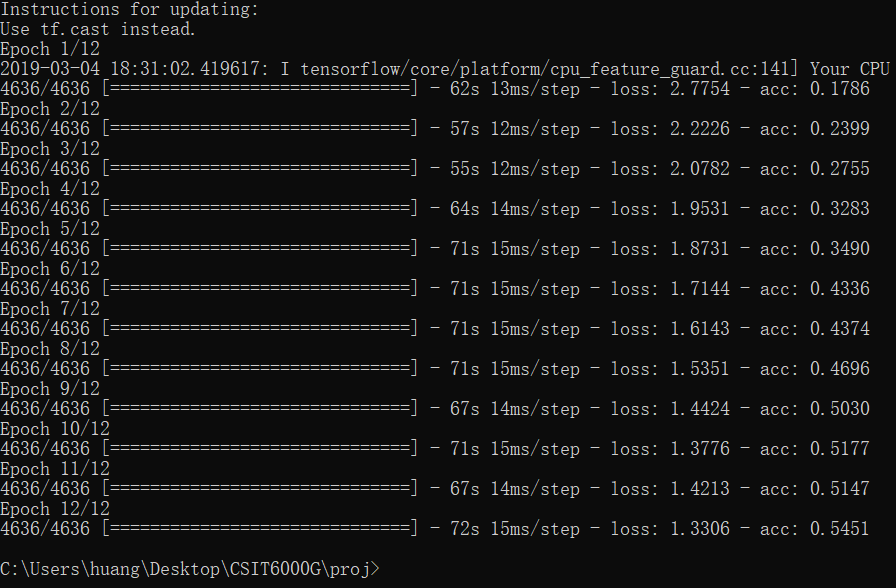 Instructions for updating:
Use tf.cast instead.
Epoch 1/12
2019-03-04 18:31:02.419617: I tensorflow/core/platform/cpu_feature_guard.cc:141] Your CPU
4636/4636 [==============================] - 62s 13ms/step - loss: 2.7754 - acc: 0.1786
Epoch 2/12
4636/4636 [==============================] - 57s 12ms/step - loss: 2.2226 - acc: 0.2399
Epoch 3/12
4636/4636 [==============================] - 55s 12ms/step - loss: 2.0782 - acc: 0.2755
Epoch 4/12
4636/4636 [==============================] - 64s 14ms/step - loss: 1.9531 - acc: 0.3283
Epoch 5/12
4636/4636 [==============================] - 71s 15ms/step - loss: 1.8731 - acc: 0.3490
Epoch 6/12
4636/4636 [==============================] - 71s 15ms/step - loss: 1.7144 - acc: 0.4336
Epoch 7/12
4636/4636 [==============================] - 71s 15ms/step - loss: 1.6143 - acc: 0.4374
Epoch 8/12
4636/4636 [==============================] - 71s 15ms/step - loss: 1.5351 - acc: 0.4696
Epoch 9/12
4636/4636 [==============================] - 67s 14ms/step - loss: 1.4424 - acc: 0.5030
Epoch 10/12
4636/4636 [==============================] - 71s 15ms/step - loss: 1.3776 - acc: 0.5177
Epoch 11/12
4636/4636 [==============================] - 67s 14ms/step - loss: 1.4213 - acc: 0.5147
Epoch 12/12
4636/4636 [==============================] - 72s 15ms/step - loss: 1.3306 - acc: 0.5451
C:\Users\huang\Desktop\CSIT6000G\proj>